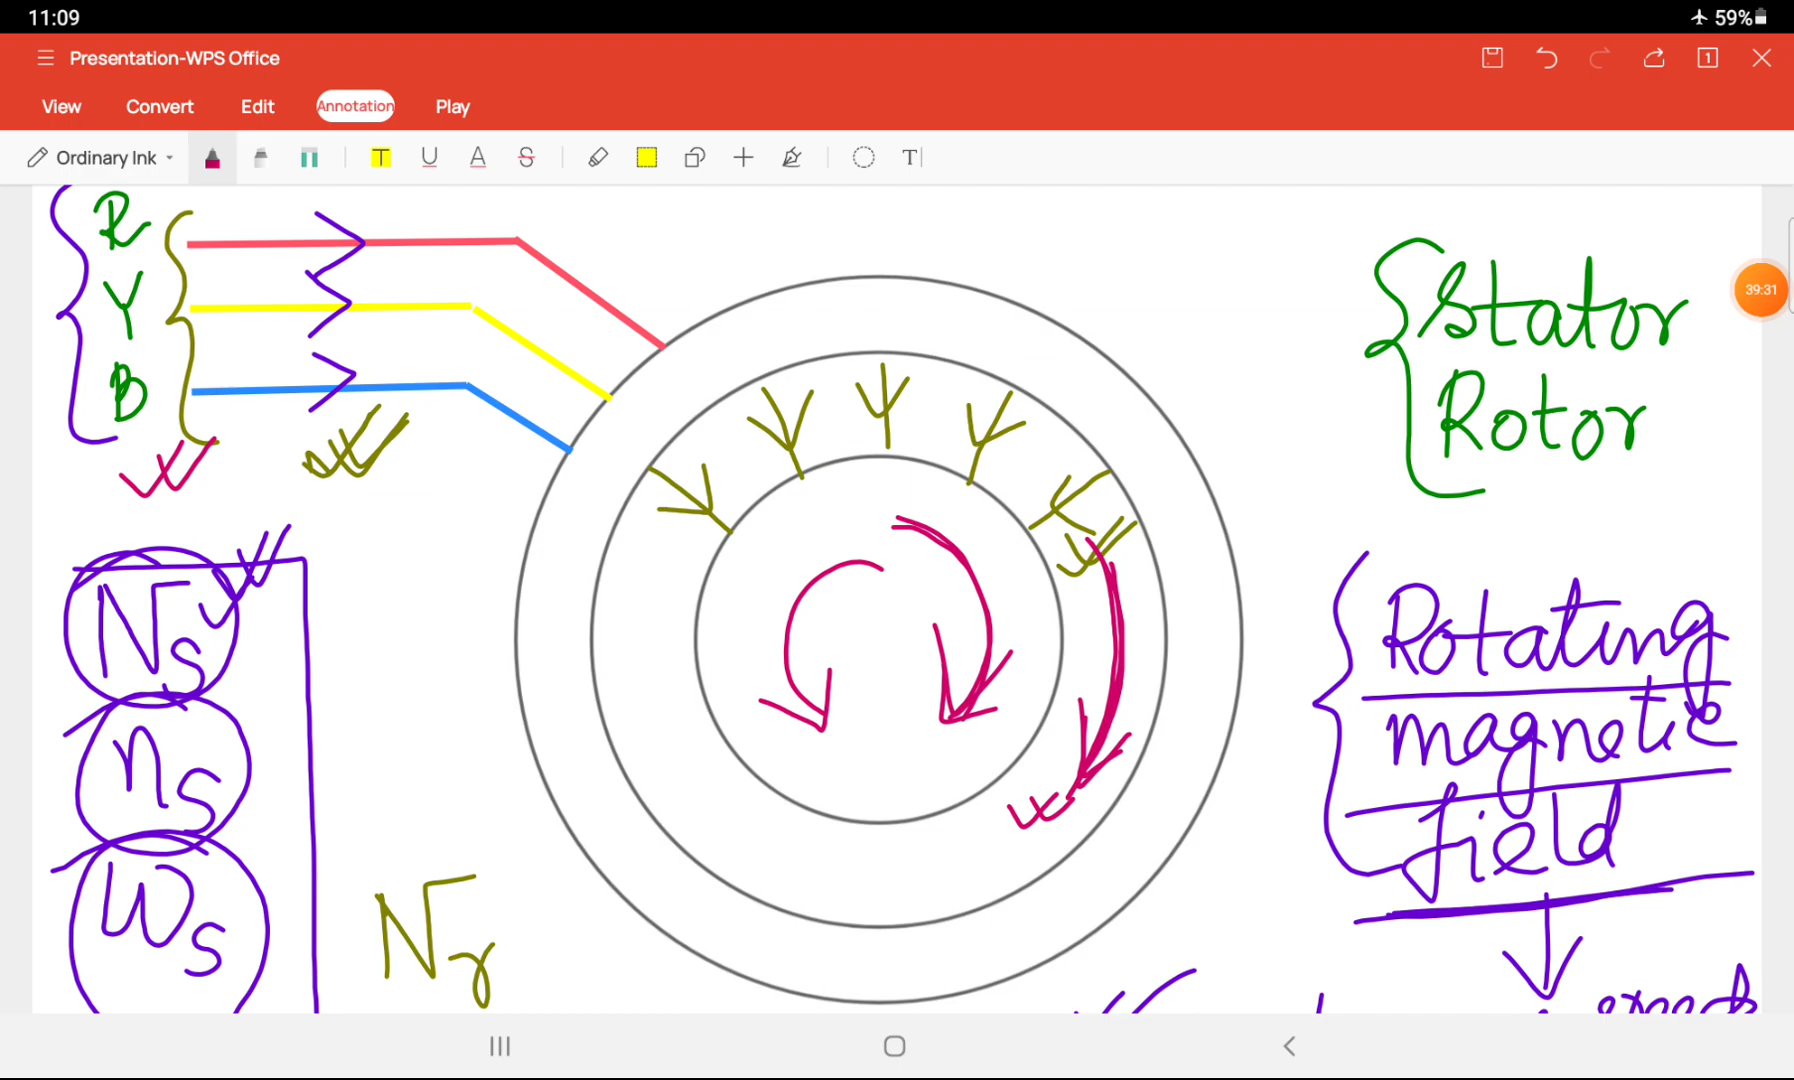 11:09
59%
Presentation-WPS Office
1
View Convert Edit Annotation Play
Ordinary Ink T U A S T
R
Y
B
Stator
Rotor
39:31
Ns
ns
ws
Nr
Rotating
magnetic
field